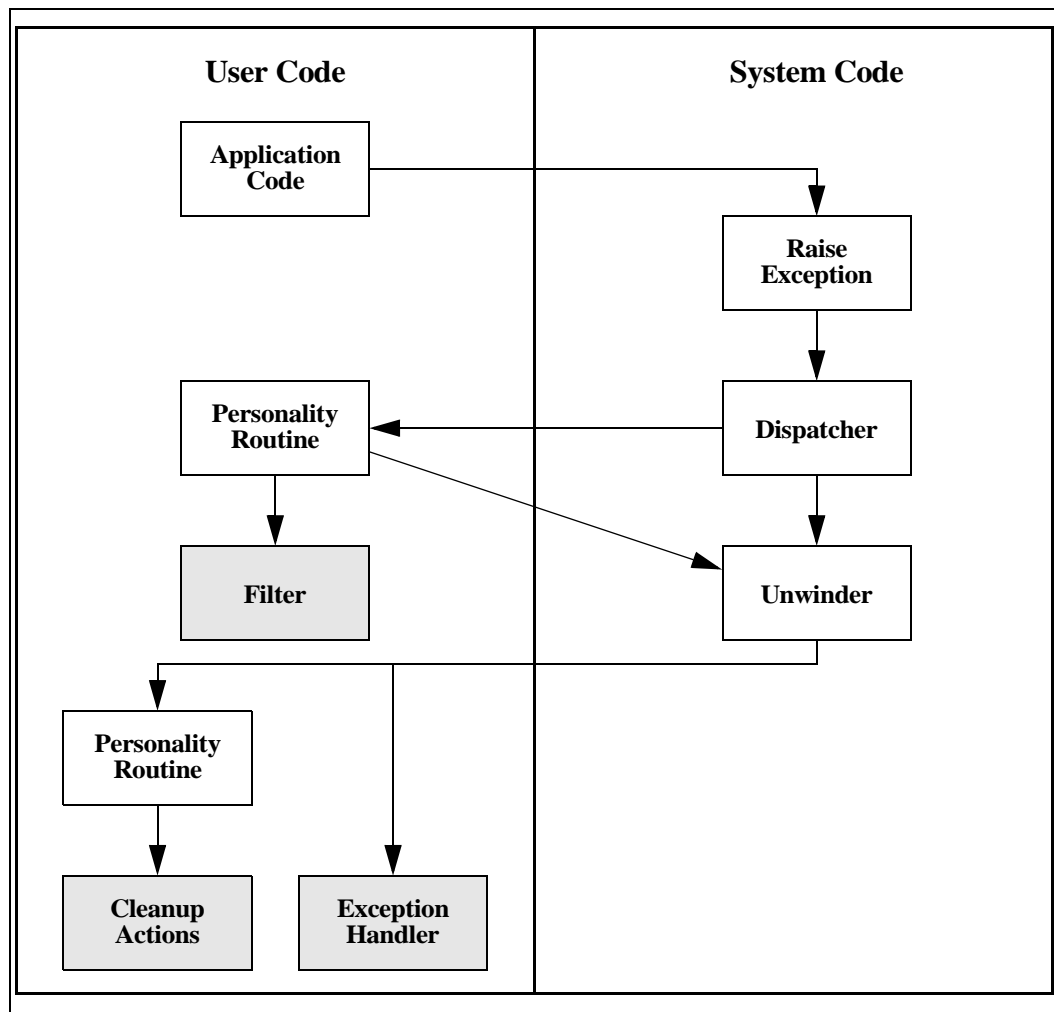 User Code
System Code
Application
Code
Raise
Exception
Personality
Routine
Dispatcher
Filter
Unwinder
Personality
Routine
Cleanup
Actions
Exception
Handler